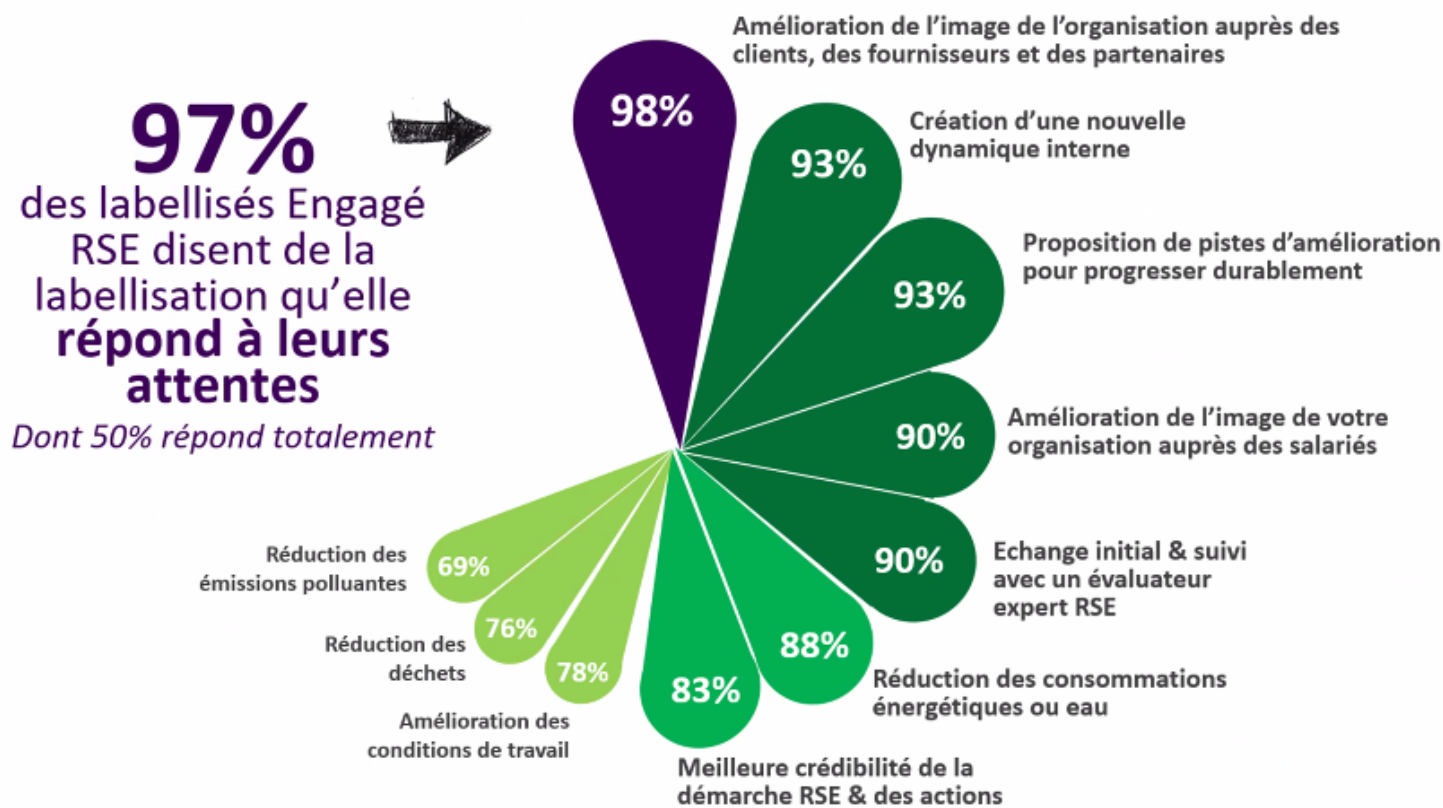 97%
des labellisés Engagé
RSE disent de la
labellisation qu’elle
répond à leurs
attentes
Dont 50% répond totalement
98%
Amélioration de l’image de l’organisation auprès des
clients, des fournisseurs et des partenaires
93%
Création d’une nouvelle
dynamique interne
93%
Proposition de pistes d’amélioration
pour progresser durablement
90%
Amélioration de l’image de votre
organisation auprès des salariés
90%
Echange initial & suivi
avec un évaluateur
expert RSE
88%
Réduction des consommations
énergétiques ou eau
83%
Meilleure crédibilité de la
démarche RSE & des actions
78%
Amélioration des
conditions de travail
76%
Réduction des
déchets
69%
Réduction des
émissions polluantes